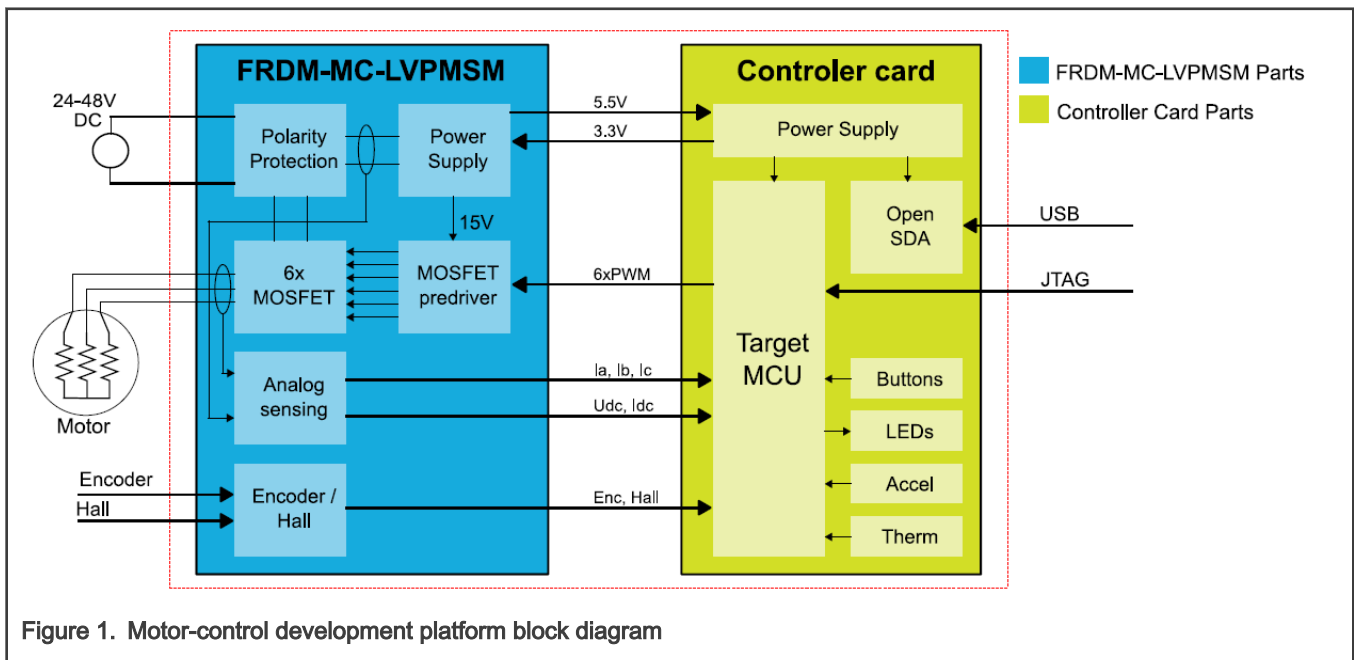 FRDM-MC-LVPMSM
Controler card
FRDM-MC-LVPMSM Parts
Controller Card Parts
24-48V
DC
Polarity
Protection
Power
Supply
5.5V
3.3V
Power Supply
15V
Open
SDA
USB
JTAG
6x
MOSFET
MOSFET
predriver
6xPWM
Target
MCU
Motor
Analog
sensing
Ia, Ib, Ic
Udc, Idc
Buttons
LEDs
Accel
Therm
Encoder
Hall
Encoder /
Hall
Enc, Hall
Figure 1. Motor-control development platform block diagram